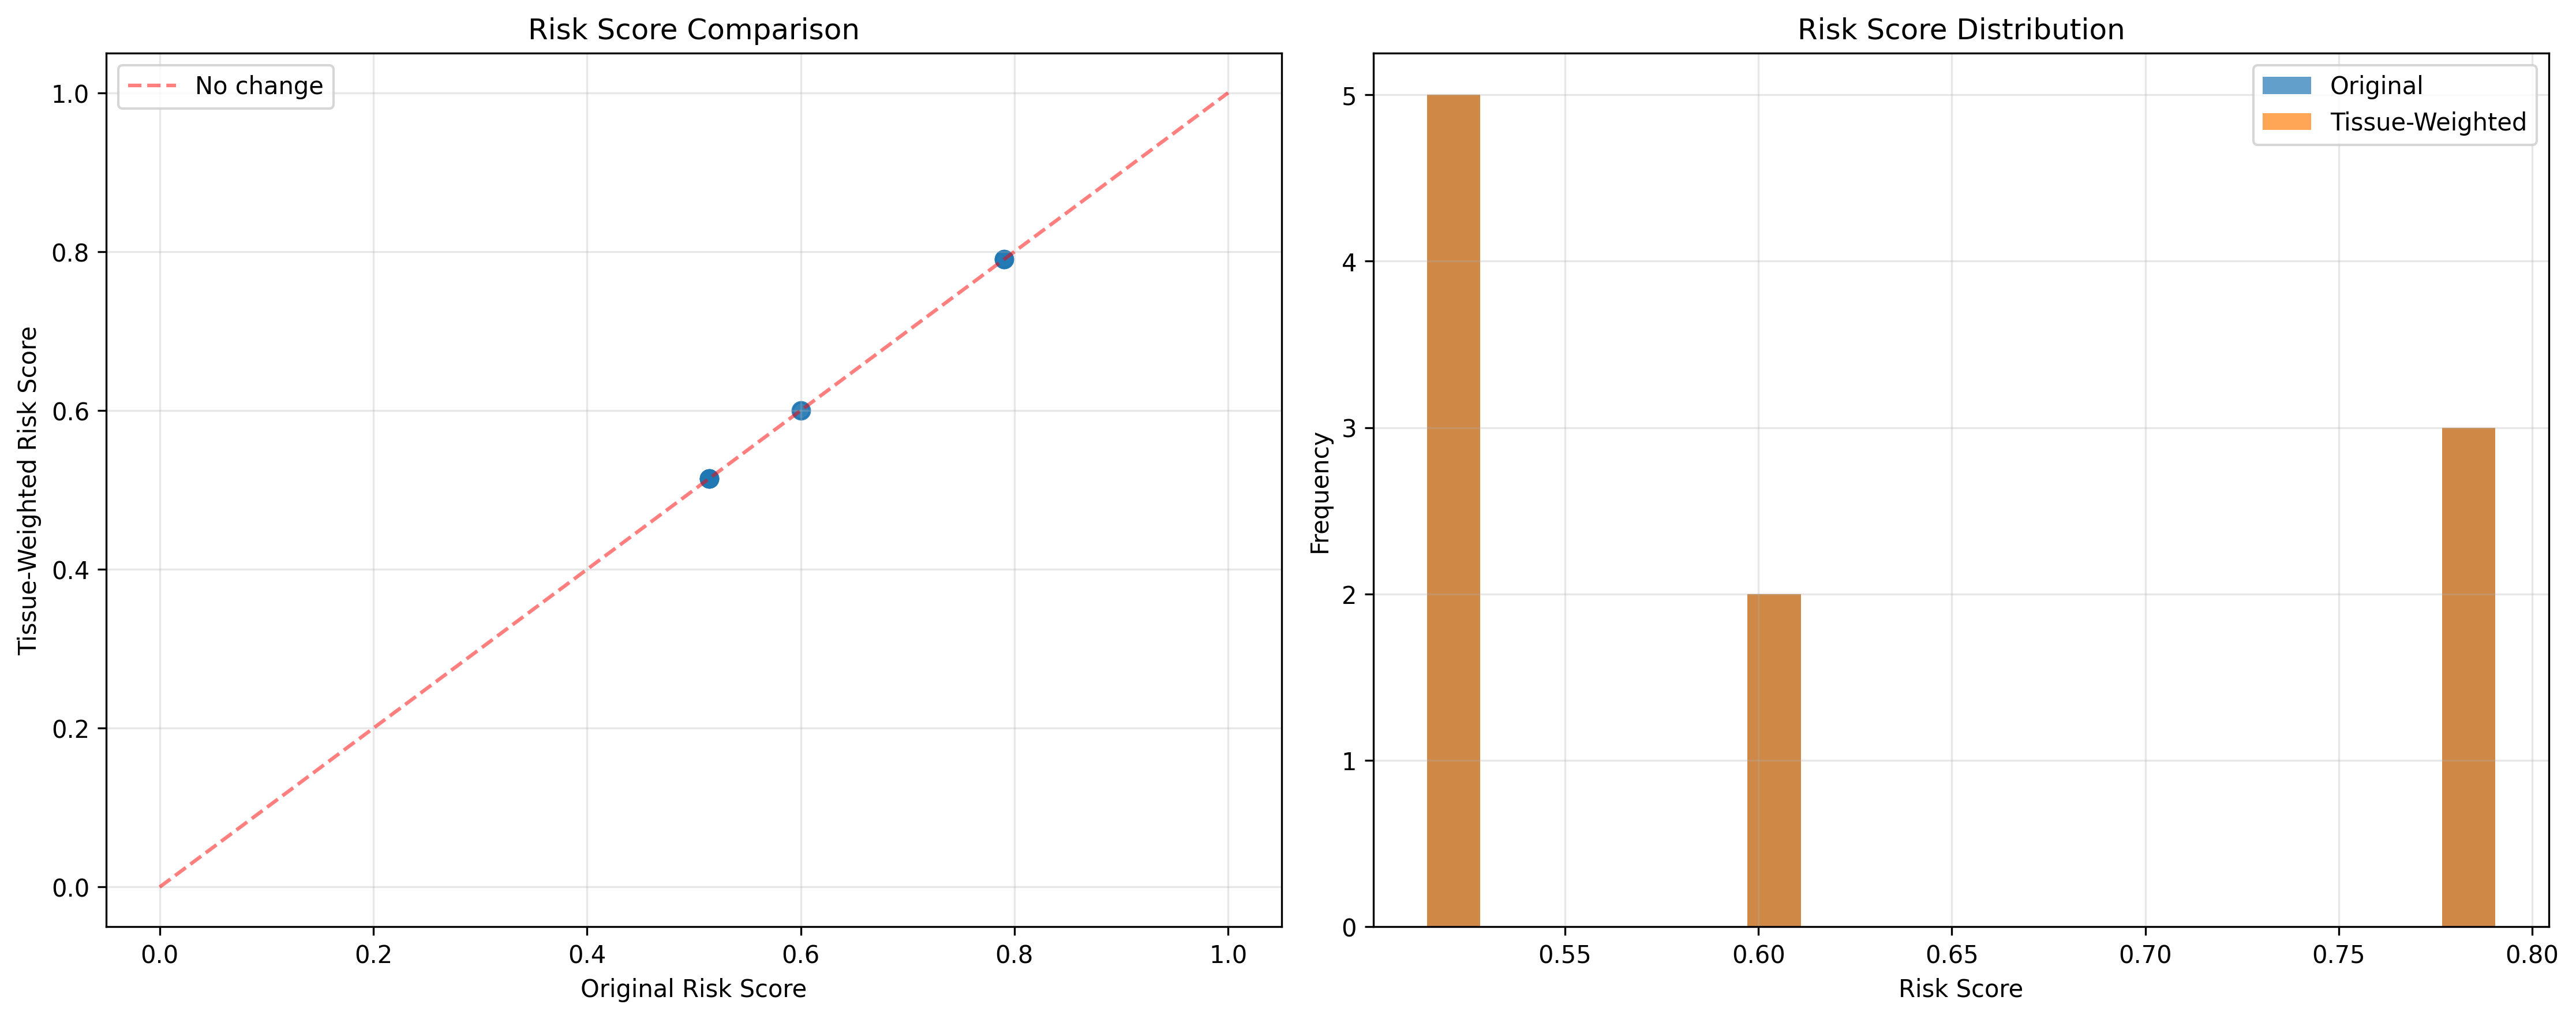 Risk Score Comparison
No change
1.0
0.8
0.6
0.4
0.2
0.0
Tissue-Weighted Risk Score
0.0 0.2 0.4 0.6 0.8 1.0
Original Risk Score
Risk Score Distribution
Original
Tissue-Weighted
5
4
3
2
1
0
Frequency
0.55 0.60 0.65 0.70 0.75 0.80
Risk Score